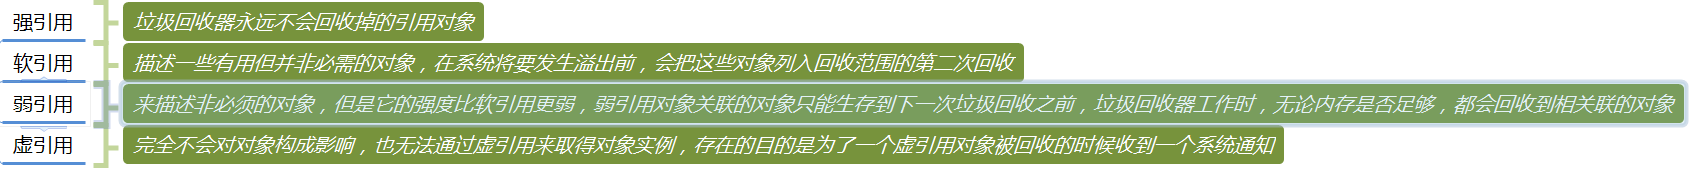 强引用 垃圾回收器永远不会回收掉的引用对象
软引用 描述一些有用但并非必需的对象，在系统将要发生溢出前，会把这些对象列入回收范围的第二次回收
弱引用 来描述非必须的对象，但是它的强度比软引用更弱，弱引用对象关联的对象只能生存到下一次垃圾回收之前，垃圾回收器工作时，无论内存是否足够，都会回收到相关联的对象
虚引用 完全不会对对象构成影响，也无法通过虚引用来取得对象实例，存在的目的是为了一个虚引用对象被回收的时候收到一个系统通知